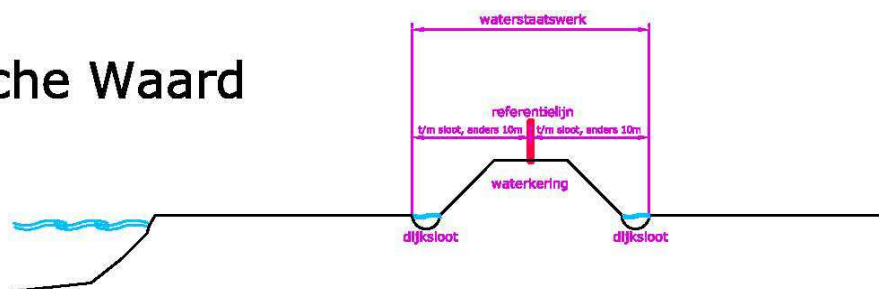 waterstaatswerk
che Waard
referentielijn
t/m sloot, anders 10m t/m sloot, anders 10m
waterkering
dijksloot dijksloot